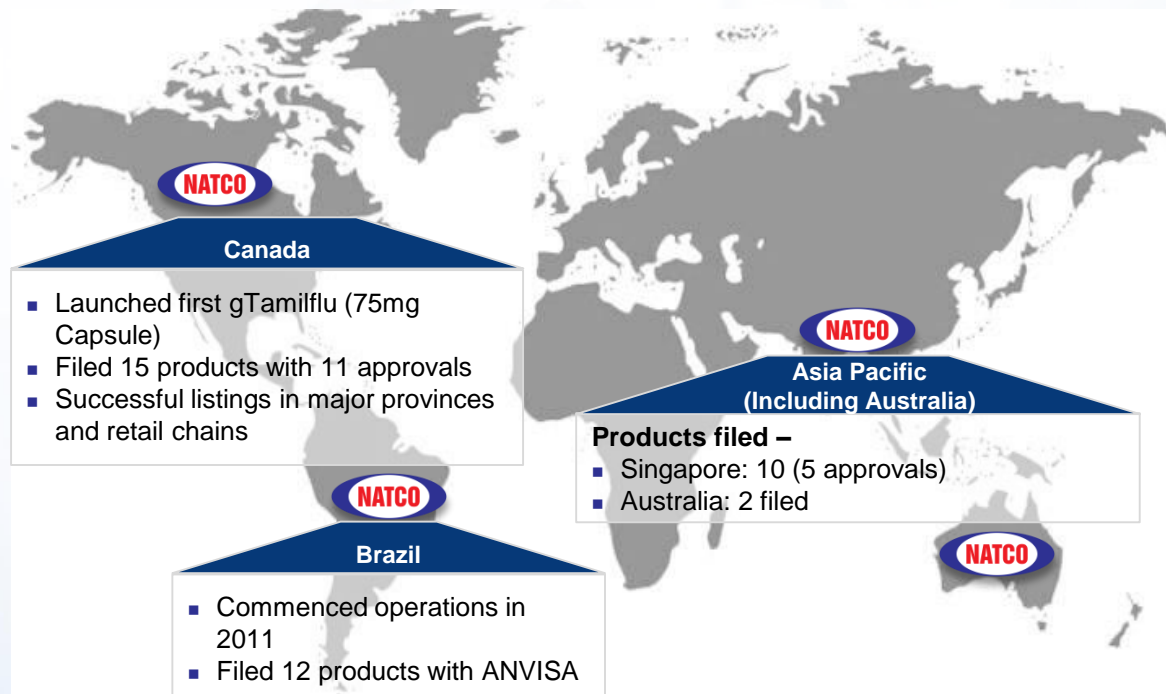 NATCO
Canada
Launched first gTamilflu (75mg
Capsule)
Filed 15 products with 11 approvals
Successful listings in major provinces
and retail chains
NATCO
Asia Pacific
(Including Australia)
Products filed –
Singapore: 10 (5 approvals)
Australia: 2 filed
NATCO
Brazil
Commenced operations in
2011
Filed 12 products with ANVISA
NATCO